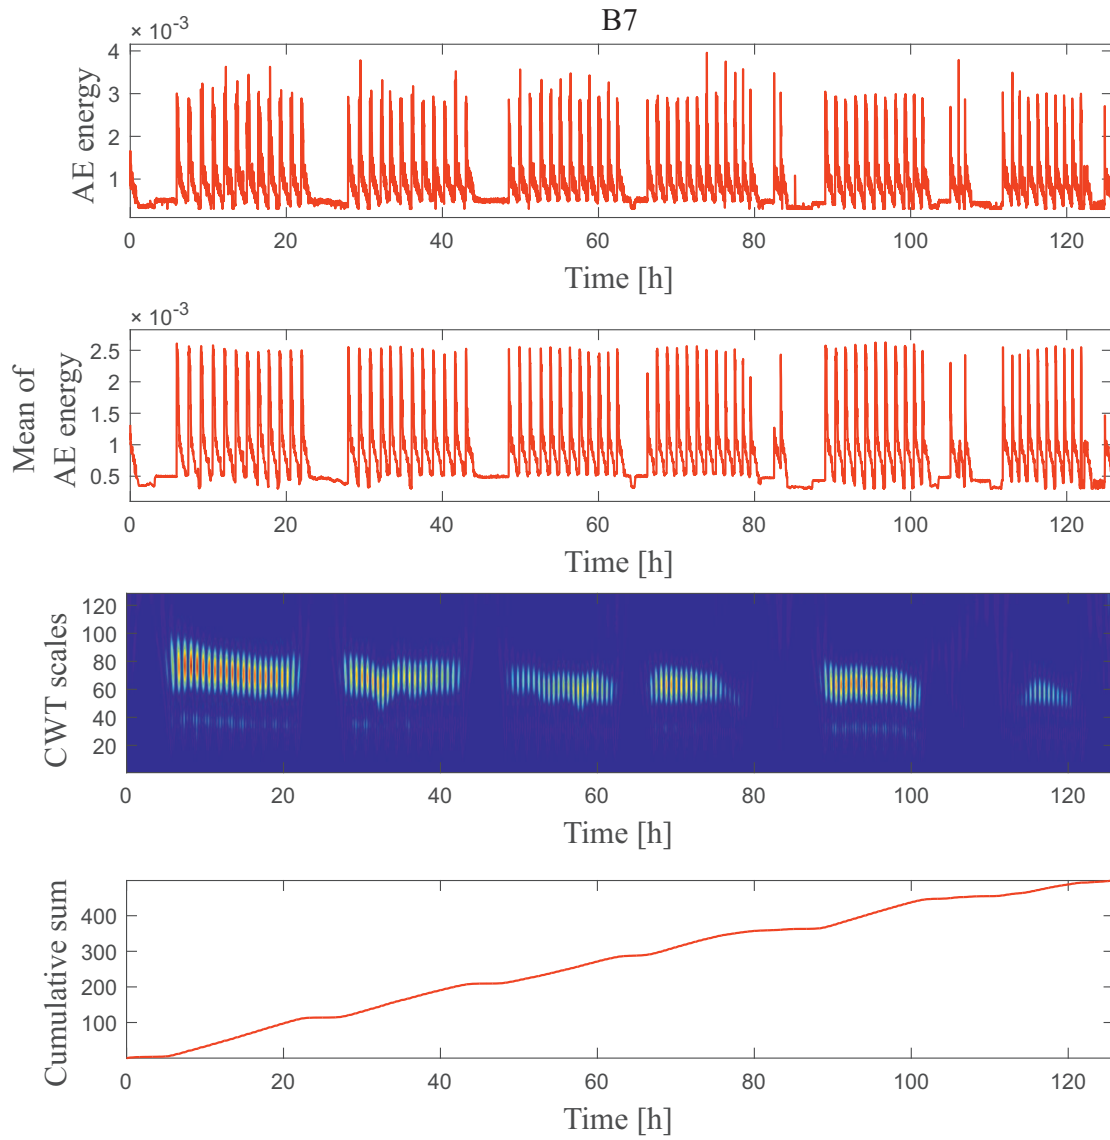 B7
× 10-3
AE energy
4
3
2
1
0 20 40 60 80 100 120
Time [h]
× 10-3
Mean of
AE energy
2.5
2
1.5
1
0.5
0 20 40 60 80 100 120
Time [h]
CWT scales
120
100
80
60
40
20
0 20 40 60 80 100 120
Time [h]
Cumulative sum
400
300
200
100
0 20 40 60 80 100 120
Time [h]